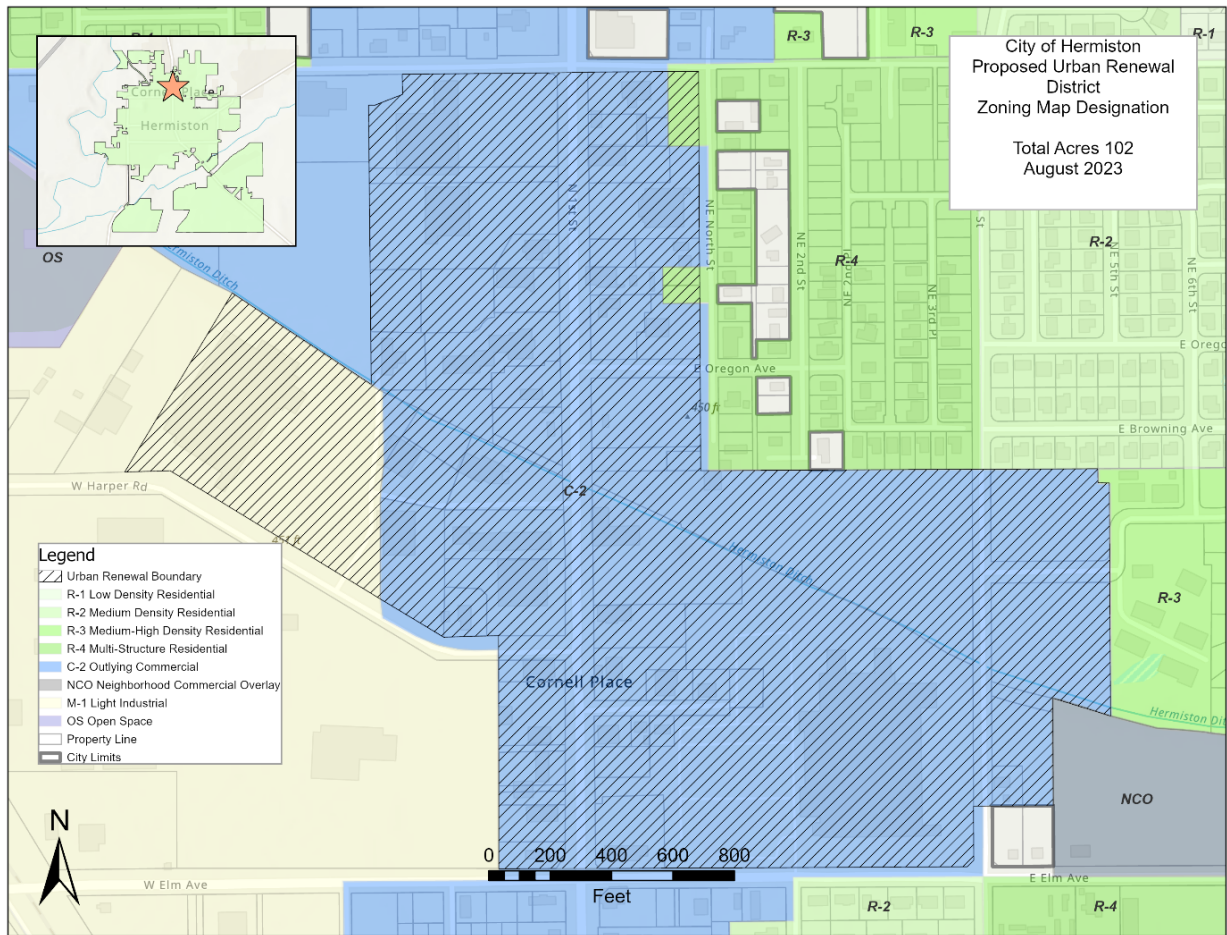 R-3
R-3
R-1
City of Hermiston
Proposed Urban Renewal
District
Zoning Map Designation
Total Acres 102
August 2023
Hermiston
OS
Hermiston Ditch
N 1st St
NE North St
NE 2nd St
R-4
NE 3rd Pl
St
R-2
NE 5th St
NE 6th St
E Oreg
E Oregon Ave
450 ft
E Browning Ave
W Harper Rd
C-2
451 ft
Hermiston Ditch
R-3
Legend
Urban Renewal Boundary
R-1 Low Density Residential
R-2 Medium Density Residential
R-3 Medium-High Density Residential
R-4 Multi-Structure Residential
C-2 Outlying Commercial
NCO Neighborhood Commercial Overlay
M-1 Light Industrial
OS Open Space
Property Line
City Limits
Cornell Place
Hermiston Dit
NCO
N
0 200 400 600 800
Feet
W Elm Ave
E Elm Ave
R-2
R-4